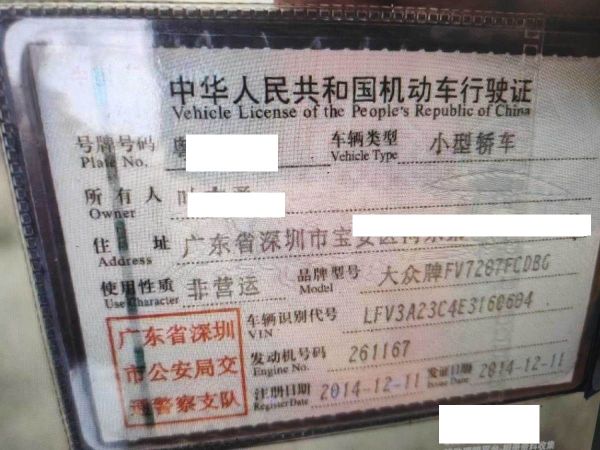 中华人民共和国机动车行驶证
Vehicle License of the People's Republic of China
号牌号码 车辆类型 小型轿车
Plate No. Vehicle Type
所有人
Owner
住址 广东省深圳市宝安区
Address
使用性质 非营运 品牌型号 大众牌FV7207FCDBG
Use Character Model
广东省深圳 车辆识别代号 LFV3A23C4E3160604
VIN
市公安局交 发动机号码 261167
Engine No.
通警察支队 注册日期 2014-12-11 发证日期 2014-12-11
Register Date Issue Date